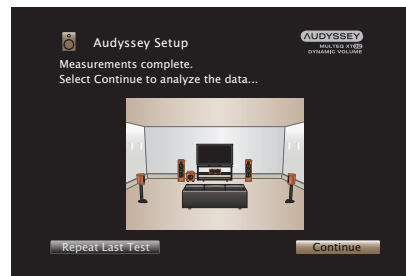 Audyssey Setup
AUDYSSEY
MULTEQ XT32
DYNAMIC VOLUME
Measurements complete.
Select Continue to analyze the data...
Repeat Last Test
Continue